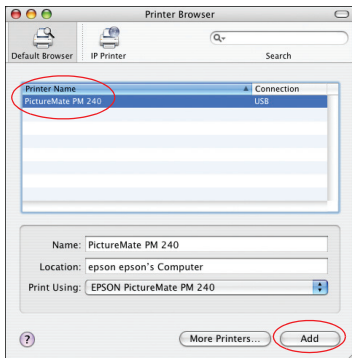 Printer Browser
Default Browser
IP Printer
Search
Printer Name
Connection
PictureMate PM 240
USB
Name: PictureMate PM 240
Location: epson epson's Computer
Print Using: EPSON PictureMate PM 240
?
More Printers...
Add